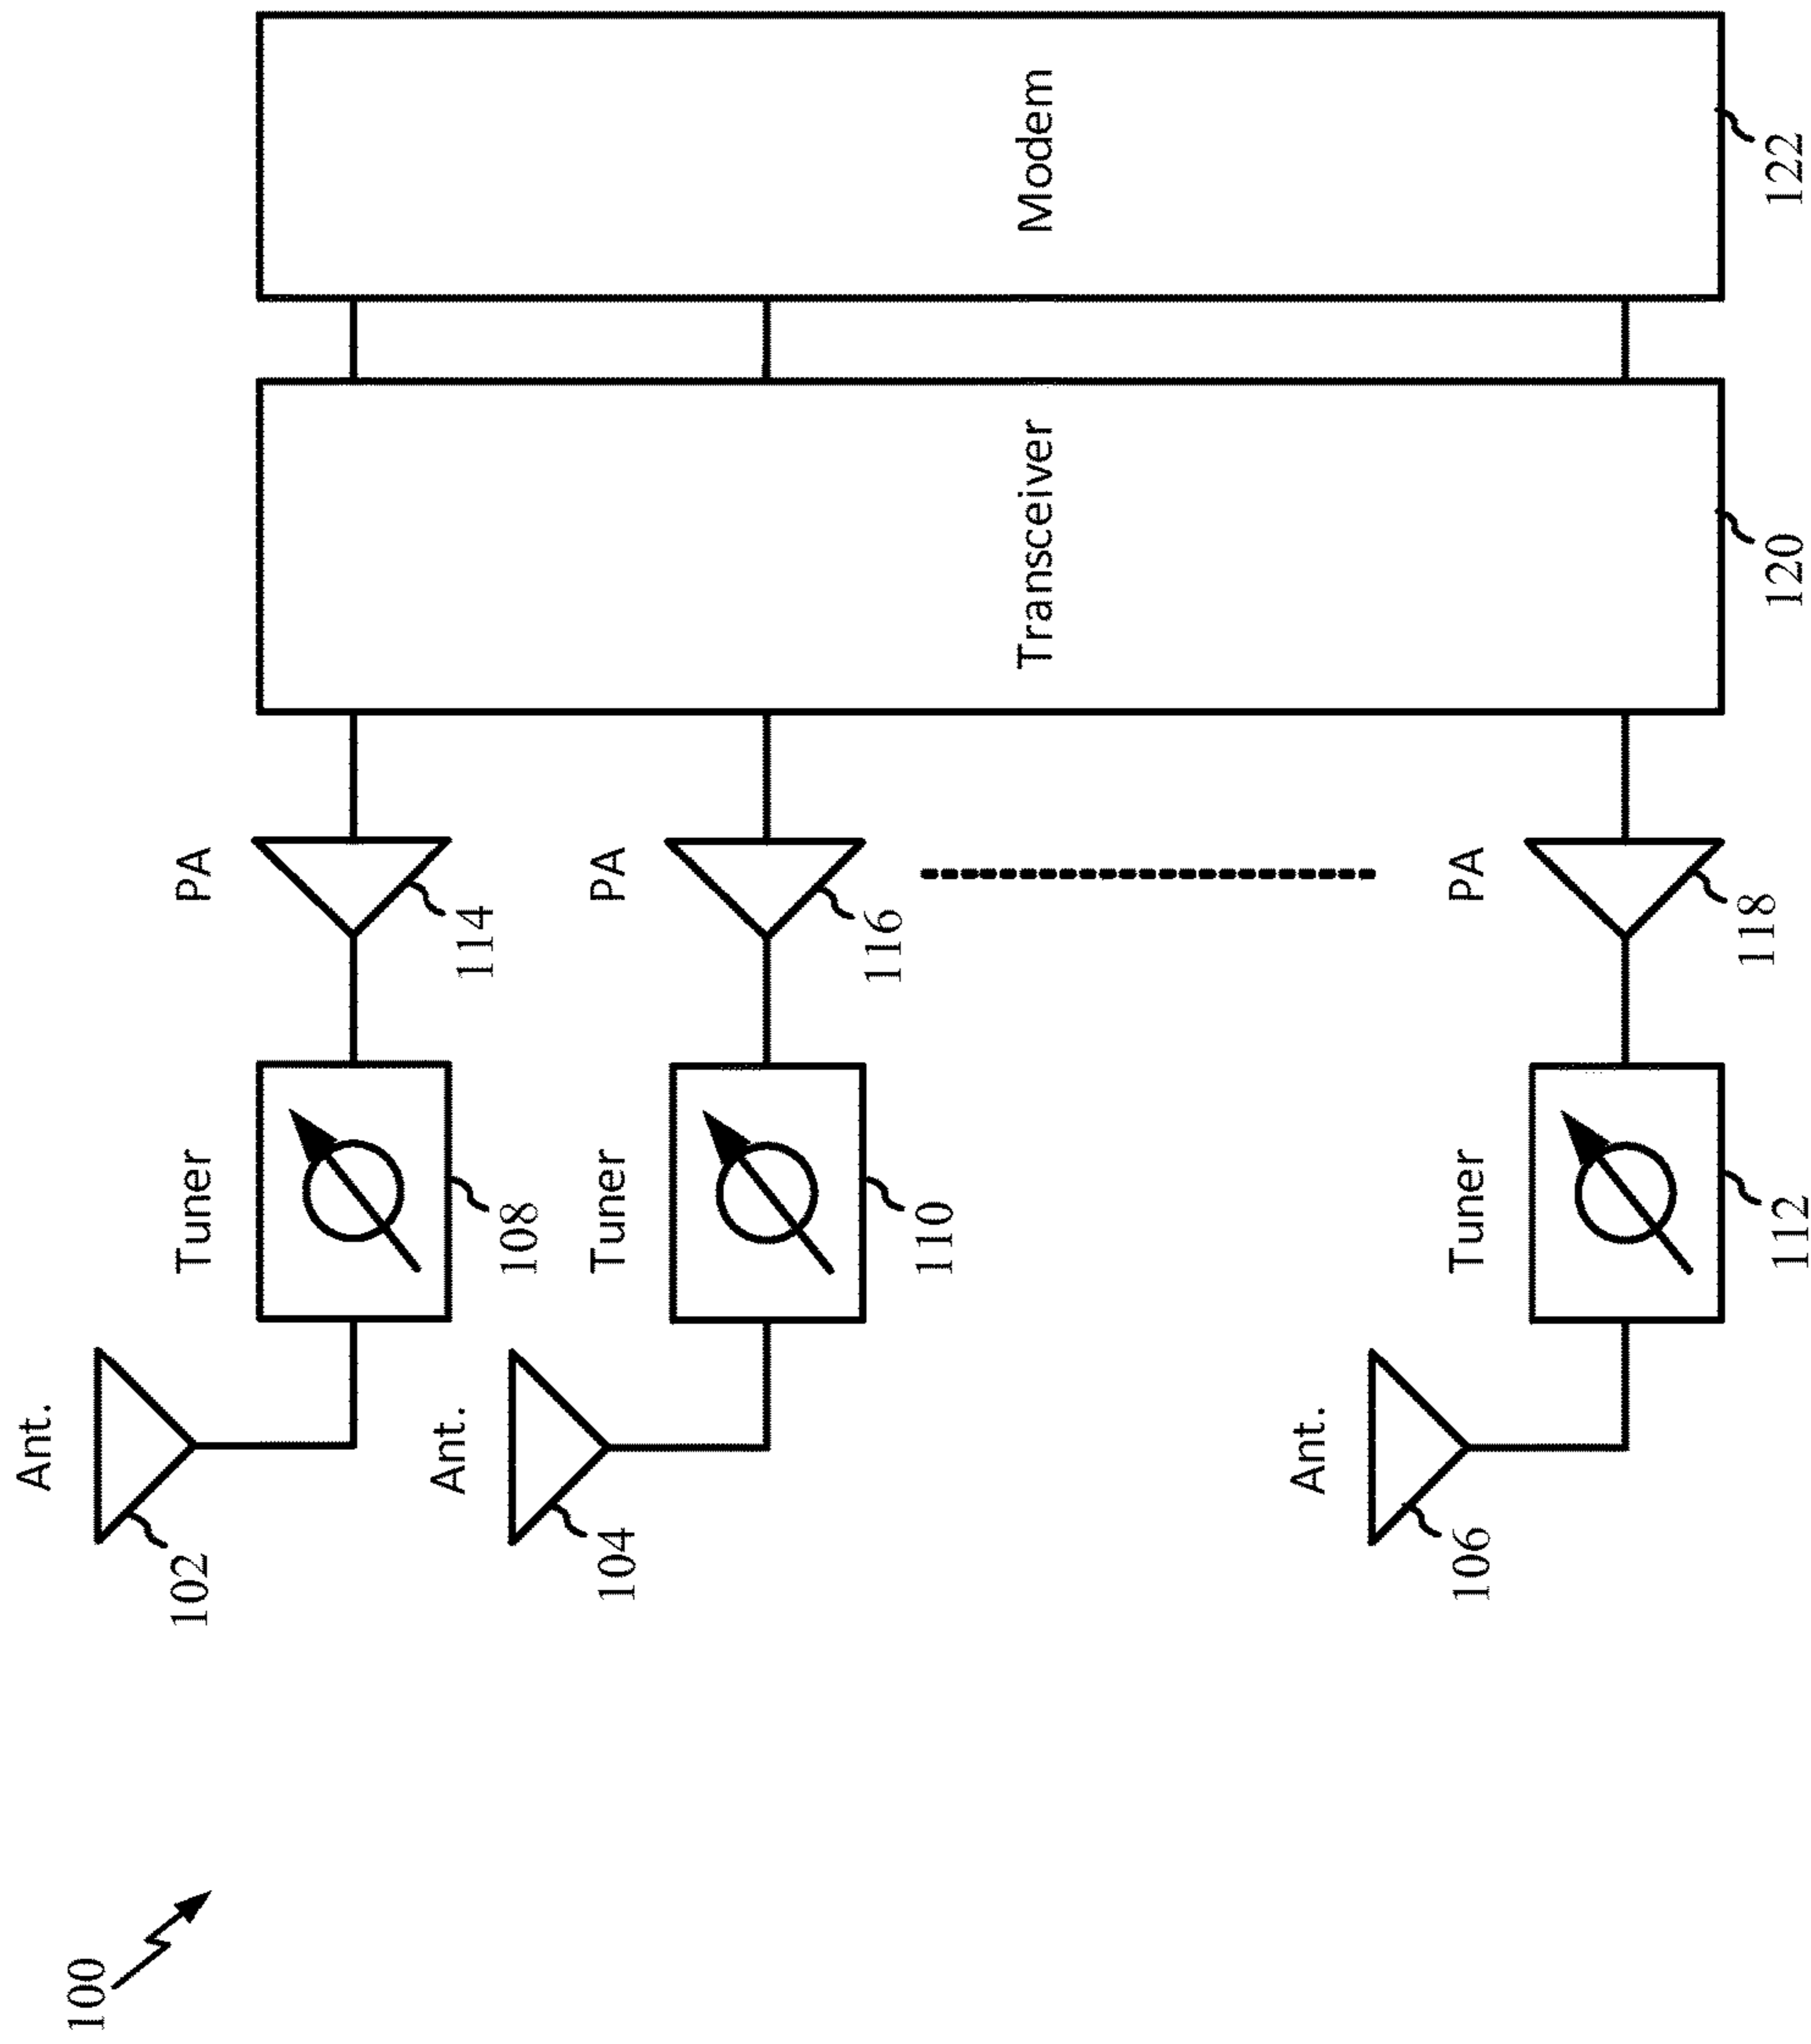 100
Ant.
102
Tuner
108
PA
114
Ant.
104
Tuner
110
PA
116
Ant.
106
Tuner
112
PA
118
Transceiver
120
Modem
122